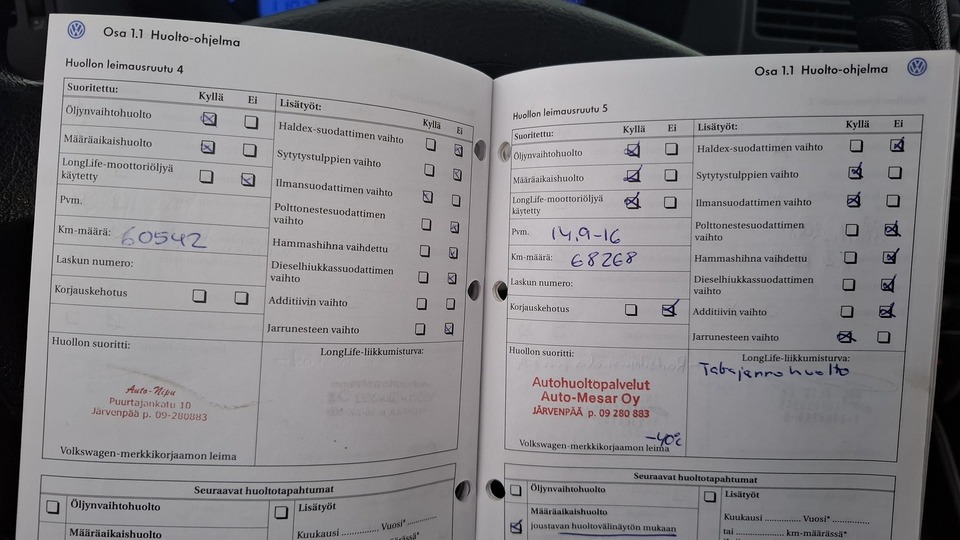 Osa 1.1 Huolto-ohjelma
Huollon leimausruutu 4
Suoritettu: Kyllä Ei
Öljynvaihtohuolto
Määräaikaishuolto
LongLife-moottoriöljyä
käytetty
Pvm.
Km-määrä: 60542
Laskun numero:
Korjauskehotus
Lisätyöt: Kyllä Ei
Haldex-suodattimen vaihto
Sytytystulppien vaihto
Ilmansuodattimen vaihto
Polttonestesuodattimen
vaihto
Hammashihna vaihdettu
Dieselhiukkassuodattimen
vaihto
Additiivin vaihto
Jarrunesteen vaihto
Huollon suoritti:
Auto-Nipu
Puurtajankatu 10
Järvenpää p. 09-280883
Volkswagen-merkkikorjaamon leima
LongLife-liikkumisturva:
Seuraavat huoltotapahtumat
Öljynvaihtohuolto
Määräaikaishuolto
Lisätyöt
Kuukausi Vuosi*
Osa 1.1 Huolto-ohjelma
Huollon leimausruutu 5
Suoritettu: Kyllä Ei
Öljynvaihtohuolto
Määräaikaishuolto
LongLife-moottoriöljyä
käytetty
Pvm. 14.9-16
Km-määrä: 68268
Laskun numero:
Korjauskehotus
Lisätyöt: Kyllä Ei
Haldex-suodattimen vaihto
Sytytystulppien vaihto
Ilmansuodattimen vaihto
Polttonestesuodattimen
vaihto
Hammashihna vaihdettu
Dieselhiukkassuodattimen
vaihto
Additiivin vaihto
Jarrunesteen vaihto
Huollon suoritti:
Autohuoltopalvelut
Auto-Mesar Oy
JÄRVENPÄÄ p. 09 280 883
-40c
Volkswagen-merkkikorjaamon leima
LongLife-liikkumisturva:
huolto
Seuraavat huoltotapahtumat
Öljynvaihtohuolto
Määräaikaishuolto
joustavan huoltovälinäytön mukaan
Lisätyöt
Kuukausi Vuosi*
tai km-määrässä*